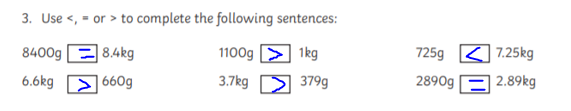 3. Use <, = or > to complete the following sentences:
8400g = 8.4kg 1100g > 1kg 725g < 7.25kg
6.6kg > 660g 3.7kg > 379g 2890g = 2.89kg